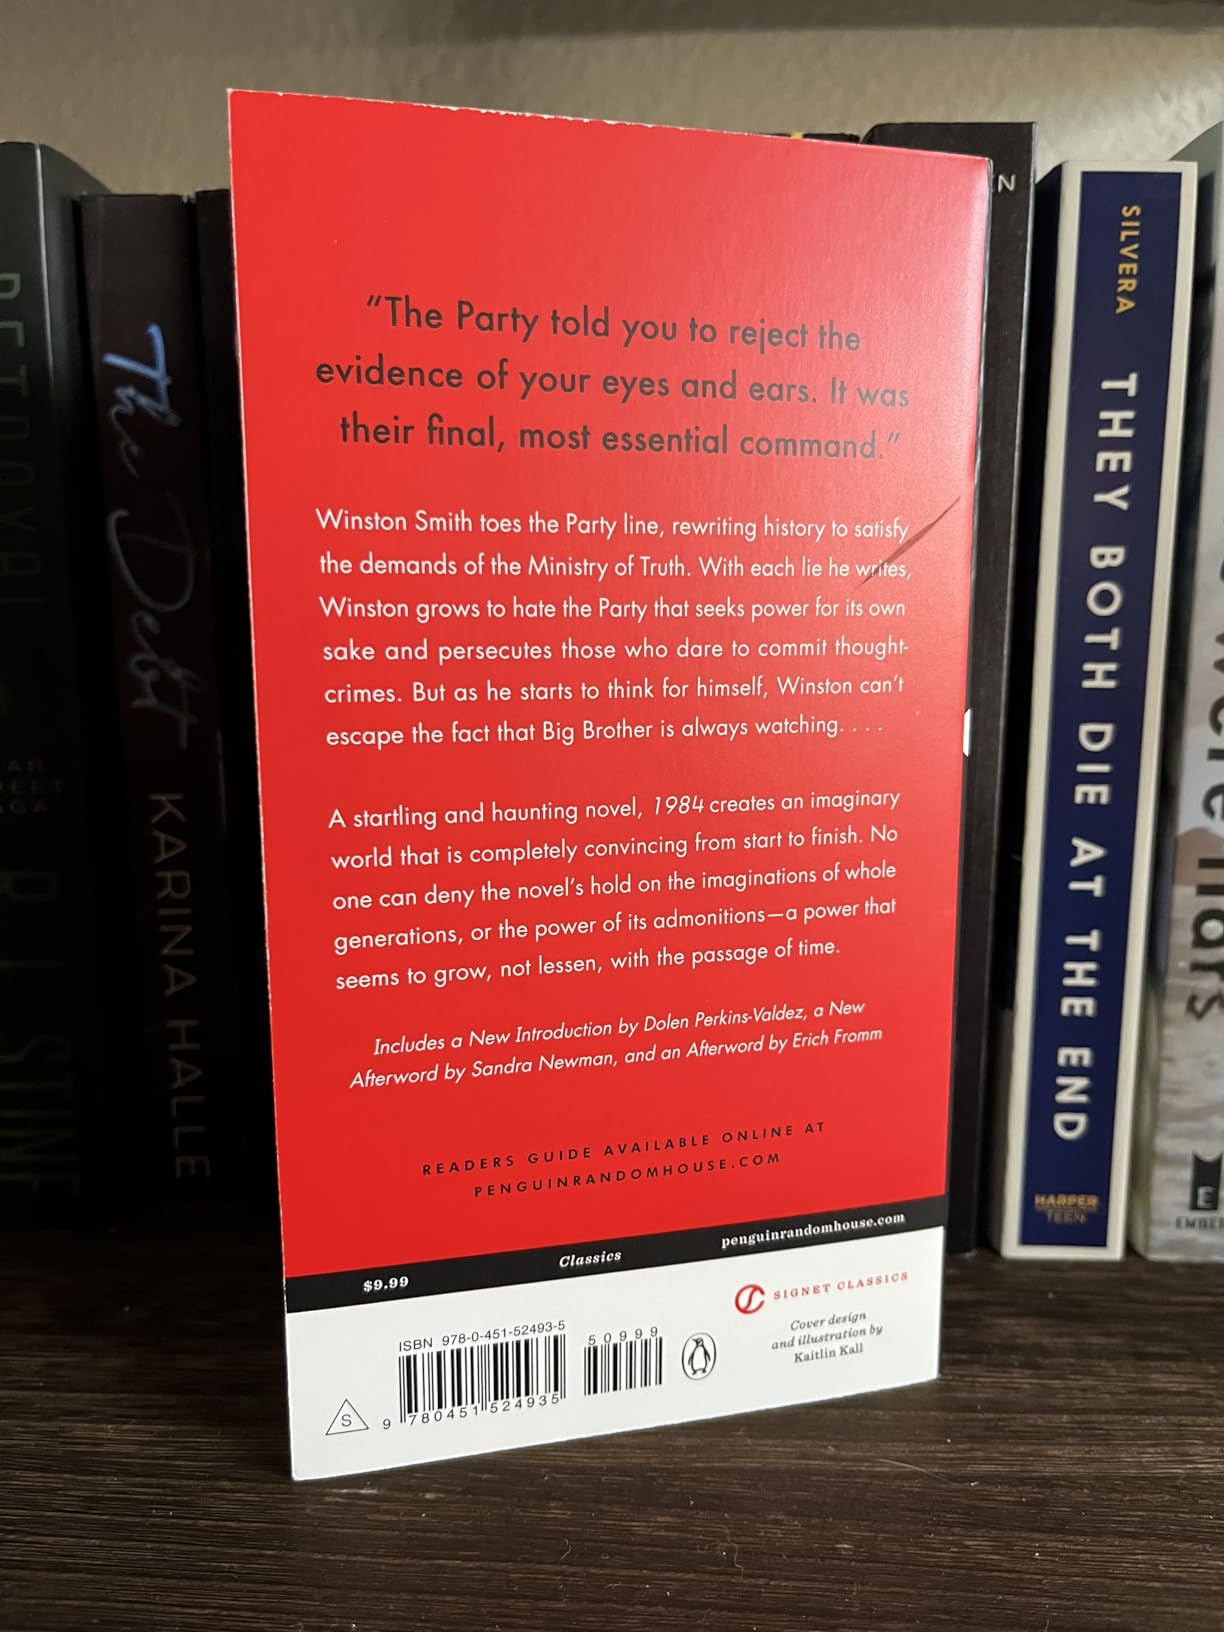 “The Party told you to reject the
evidence of your eyes and ears. It was
their final, most essential command.”
Winston Smith toes the Party line, rewriting history to satisfy
the demands of the Ministry of Truth. With each lie he writes,
Winston grows to hate the Party that seeks power for its own
sake and persecutes those who dare to commit thought-
crimes. But as he starts to think for himself, Winston can’t
escape the fact that Big Brother is always watching. . . .
A startling and haunting novel, 1984 creates an imaginary
world that is completely convincing from start to finish. No
one can deny the novel’s hold on the imaginations of whole
generations, or the power of its admonitions—a power that
seems to grow, not lessen, with the passage of time.
Includes a New Introduction by Dolen Perkins-Valdez, a New
Afterword by Sandra Newman, and an Afterword by Erich Fromm
READERS GUIDE AVAILABLE ONLINE AT
PENGUINRANDOMHOUSE.COM
$9.99 Classics penguinrandomhouse.com
ISBN 978-0-451-52493-5
50999
9 780451 524935
S
SIGNET CLASSICS
Cover design
and illustration by
Kaitlin Kall
BETRAYAL
The Debt KARINA HALLE
N
SILVERA THEY BOTH DIE AT THE END
HARPER
TEEN
E
EMBER